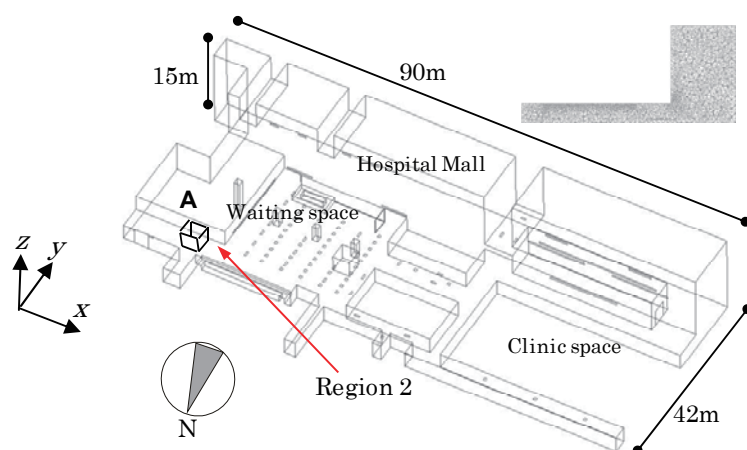 15m
90m
Hospital Mall
A
Waiting space
z
y
x
Clinic space
Region 2
42m
N